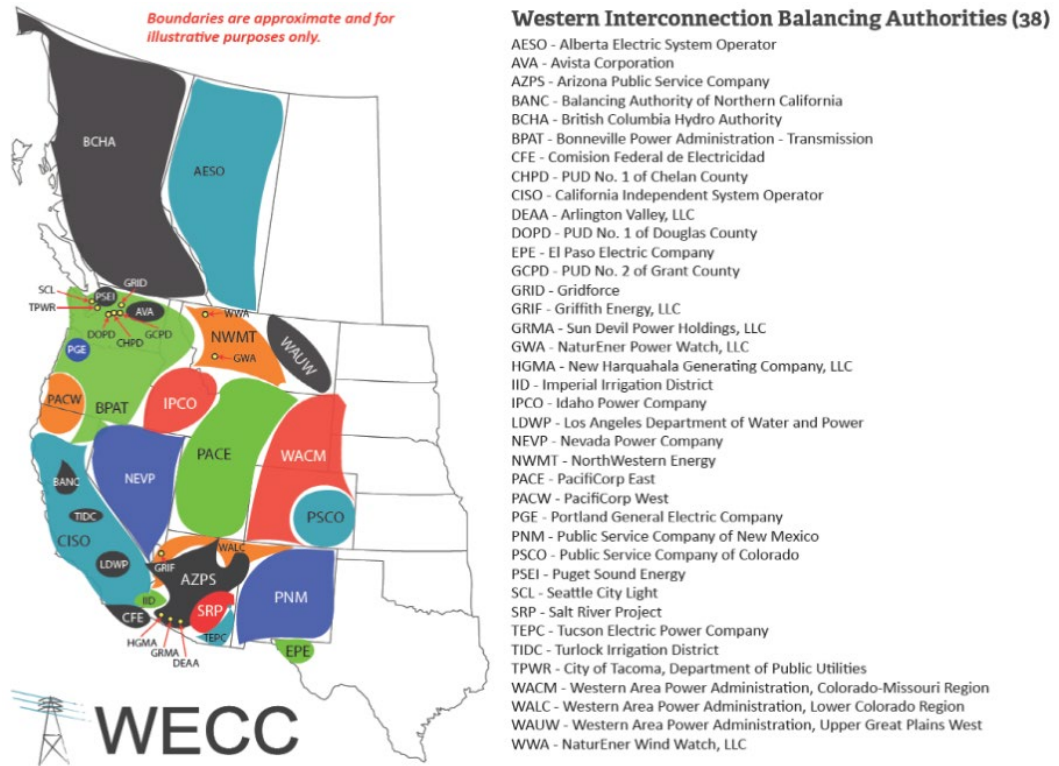 Boundaries are approximate and for
illustrative purposes only.
BCHA
AESO
SCL
PSEI
GRID
TPWR
AVA
DOPD
CHPD
GCPD
PGE
WWA
NWMT
GWA
WAUW
PACW
BPAT
IPCO
PACE
WACM
NEVP
BANC
PSCO
TIDC
CISO
LDWP
WALC
GRIF
AZPS
IID
SRP
PNM
CFE
TEPC
HGMA
GRMA
DEAA
EPE
WECC
Western Interconnection Balancing Authorities (38)
AESO - Alberta Electric System Operator
AVA - Avista Corporation
AZPS - Arizona Public Service Company
BANC - Balancing Authority of Northern California
BCHA - British Columbia Hydro Authority
BPAT - Bonneville Power Administration - Transmission
CFE - Comision Federal de Electricidad
CHPD - PUD No. 1 of Chelan County
CISO - California Independent System Operator
DEAA - Arlington Valley, LLC
DOPD - PUD No. 1 of Douglas County
EPE - El Paso Electric Company
GCPD - PUD No. 2 of Grant County
GRID - Gridforce
GRIF - Griffith Energy, LLC
GRMA - Sun Devil Power Holdings, LLC
GWA - NaturEner Power Watch, LLC
HGMA - New Harquahala Generating Company, LLC
IID - Imperial Irrigation District
IPCO - Idaho Power Company
LDWP - Los Angeles Department of Water and Power
NEVP - Nevada Power Company
NWMT - NorthWestern Energy
PACE - PacifiCorp East
PACW - PacifiCorp West
PGE - Portland General Electric Company
PNM - Public Service Company of New Mexico
PSCO - Public Service Company of Colorado
PSEI - Puget Sound Energy
SCL - Seattle City Light
SRP - Salt River Project
TEPC - Tucson Electric Power Company
TIDC - Turlock Irrigation District
TPWR - City of Tacoma, Department of Public Utilities
WACM - Western Area Power Administration, Colorado-Missouri Region
WALC - Western Area Power Administration, Lower Colorado Region
WAUW - Western Area Power Administration, Upper Great Plains West
WWA - NaturEner Wind Watch, LLC